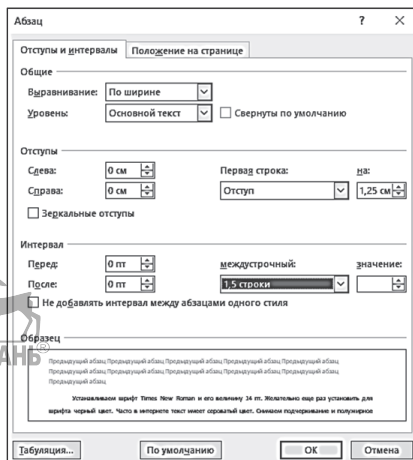 Абзац ? ×
Отступы и интервалы Положение на странице
Общие
Выравнивание: По ширине
Уровень: Основной текст Свернуты по умолчанию
Отступы
Слева: 0 см Первая строка: на:
Справа: 0 см Отступ 1,25 см
Зеркальные отступы
Интервал
Перед: 0 пт междустрочный: значение:
После: 0 пт 1,5 строки
Не добавлять интервал между абзацами одного стиля
Образец
АНЬ®
Предыдущий абзац Предыдущий абзац Предыдущий абзац Предыдущий абзац Предыдущий абзац
Предыдущий абзац Предыдущий абзац Предыдущий абзац Предыдущий абзац Предыдущий абзац
Предыдущий абзац
Устанавливаем шрифт Times New Roman и его величину 14 пт. Желательно еще раз установить для
шрифта черный цвет. Часто в интернете текст имеет сероватый цвет. Снимаем подчеркивание и полужирное
Табуляция... По умолчанию ОК Отмена